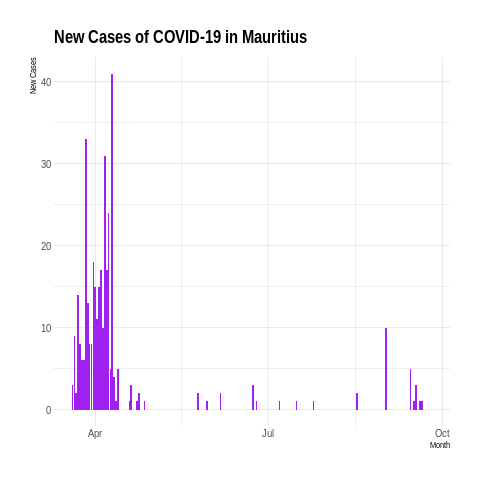 New Cases of COVID-19 in Mauritius
New Cases
40
30
20
10
0
Apr
Jul
Oct
Month